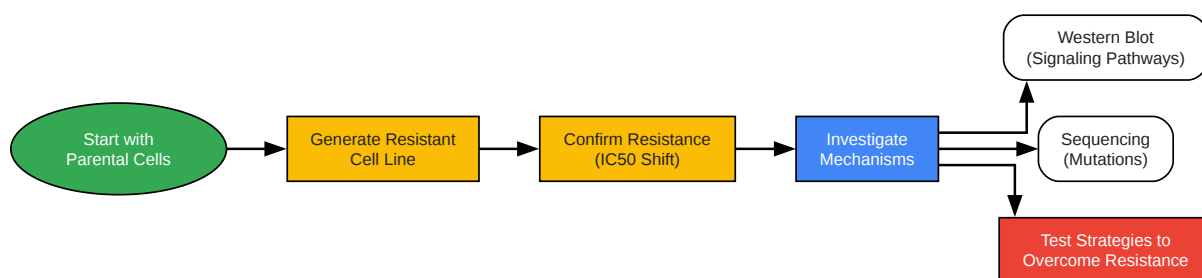 Start with
Parental Cells
Generate Resistant
Cell Line
Confirm Resistance
(IC50 Shift)
Investigate
Mechanisms
Western Blot
(Signaling Pathways)
Sequencing
(Mutations)
Test Strategies to
Overcome Resistance